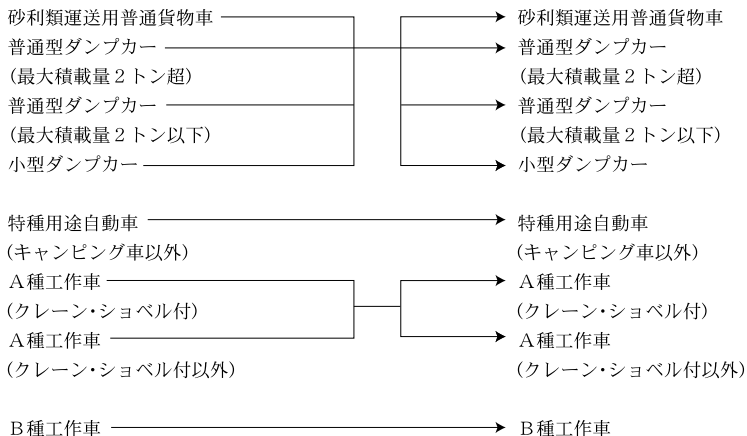 砂利類運送用普通貨物車 砂利類運送用普通貨物車
普通型ダンプカー 普通型ダンプカー
(最大積載量２トン超) (最大積載量２トン超)
普通型ダンプカー 普通型ダンプカー
(最大積載量２トン以下) (最大積載量２トン以下)
小型ダンプカー 小型ダンプカー
特種用途自動車 特種用途自動車
(キャンピング車以外) (キャンピング車以外)
Ａ種工作車 Ａ種工作車
(クレーン・ショベル付) (クレーン・ショベル付)
Ａ種工作車 Ａ種工作車
(クレーン・ショベル付以外) (クレーン・ショベル付以外)
Ｂ種工作車 Ｂ種工作車